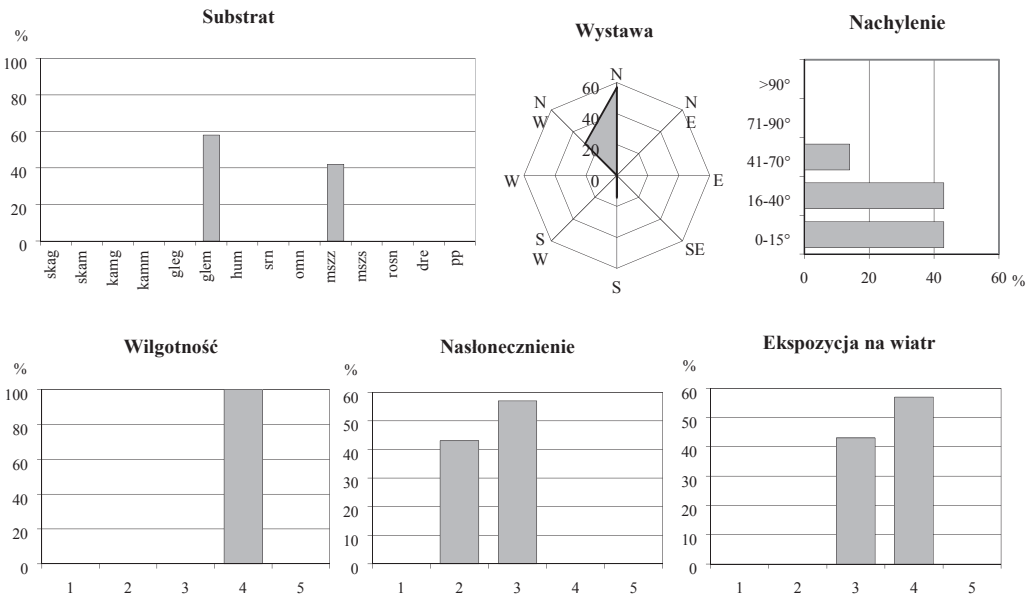 Substrat
%
100
80
60
40
20
0
skag
skam
kamg
kamm
gleg
glem
hum
srn
omn
mszz
mszs
rosn
dre
pp
Wystawa
N
N
E
E
SE
S
S
W
W
N
W
60
40
20
0
Nachylenie
>90°
71-90°
41-70°
16-40°
0-15°
0 20 40 60 %
Wilgotność
%
100
80
60
40
20
0
1 2 3 4 5
Nasłonecznienie
%
60
50
40
30
20
10
0
1 2 3 4 5
Ekspozycja na wiatr
%
60
50
40
30
20
10
0
1 2 3 4 5